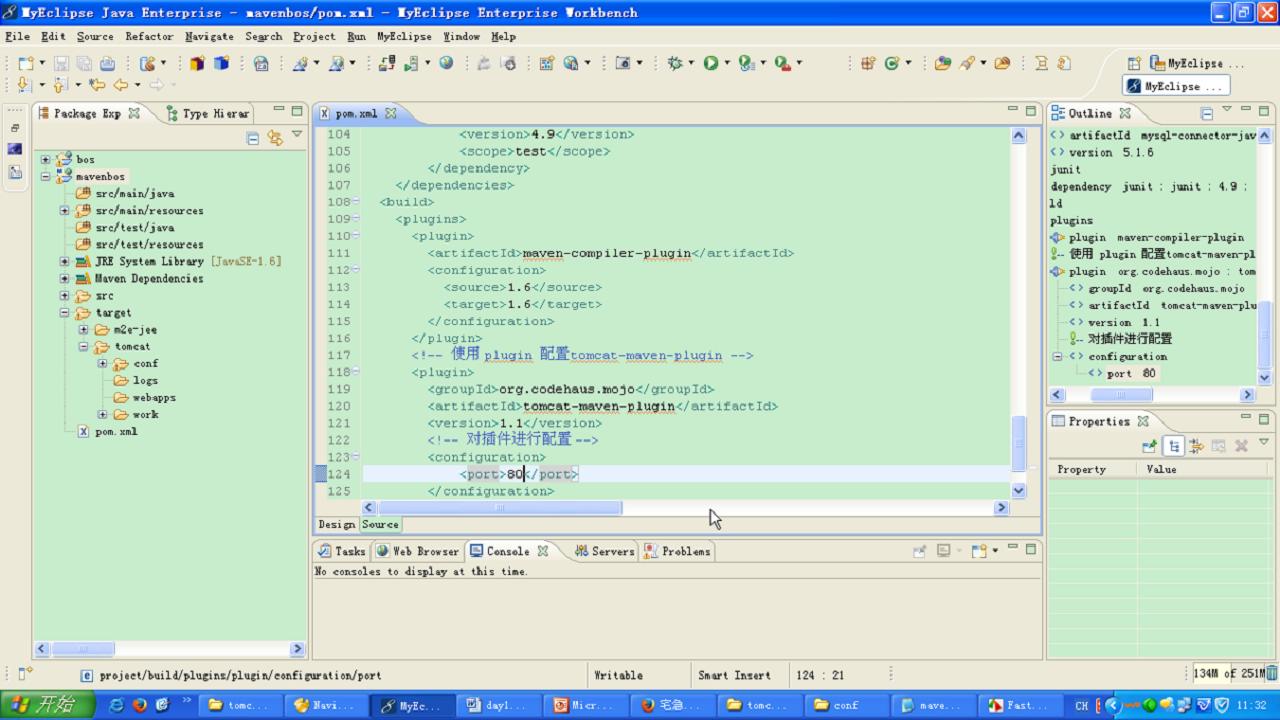 MyEclipse Java Enterprise - mavenbos/pom.xml - MyEclipse Enterprise Workbench
File Edit Source Refactor Navigate Search Project Run MyEclipse Window Help
MyEclipse ...
MyEclipse ...
Package Exp
Type Hierar
bos
mavenbos
src/main/java
src/main/resources
src/test/java
src/test/resources
JRE System Library [JavaSE-1.6]
Maven Dependencies
src
target
m2e-jee
tomcat
conf
logs
webapps
work
pom.xml
pom.xml
104 <version>4.9</version>
105 <scope>test</scope>
106 </dependency>
107 </dependencies>
108 <build>
109 <plugins>
110 <plugin>
111 <artifactId>maven-compiler-plugin</artifactId>
112 <configuration>
113 <source>1.6</source>
114 <target>1.6</target>
115 </configuration>
116 </plugin>
117 <!-- 使用 plugin 配置tomcat-maven-plugin -->
118 <plugin>
119 <groupId>org.codehaus.mojo</groupId>
120 <artifactId>tomcat-maven-plugin</artifactId>
121 <version>1.1</version>
122 <!-- 对插件进行配置 -->
123 <configuration>
124 <port>80</port>
125 </configuration>
Design Source
Tasks Web Browser Console Servers Problems
No consoles to display at this time.
Outline
artifactId mysql-connector-jav
version 5.1.6
junit
dependency junit : junit : 4.9 :
ld
plugins
plugin maven-compiler-plugin
使用 plugin 配置tomcat-maven-pl
plugin org.codehaus.mojo : tom
groupId org.codehaus.mojo
artifactId tomcat-maven-plu
version 1.1
对插件进行配置
configuration
port 80
Properties
Property Value
project/build/plugins/plugin/configuration/port
Writable
Smart Insert
124 : 21
134M of 251M
开始
tomc...
Navi...
MyEc...
day1...
Micr...
宅急...
tomc...
conf
mave...
Fast...
CH
11:32